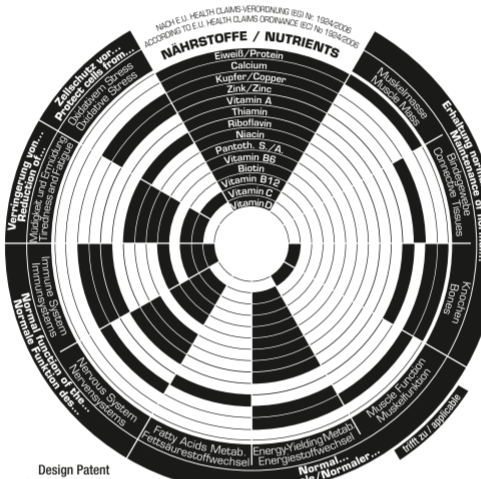 NACH E.U. HEALTH CLAIMS-VERORDNUNG (EG) Nr. 1924/2006
ACCORDING TO E.U. HEALTH CLAIMS ORDINANCE (EC) No 1924/2006
NÄHRSTOFFE / NUTRIENTS
Eiweiß/Protein
Calcium
Kupfer/Copper
Zink/Zinc
Vitamin A
Thiamin
Riboflavin
Niacin
Pantoth. S./A.
Vitamin B6
Biotin
Vitamin B12
Vitamin C
Vitamin D
Zellschutz vor...
Protect cells from...
Oxidativem Stress
Oxidative Stress
Verringerung von...
Reduction of...
Müdigkeit und Ermüdung
Tiredness and Fatigue
Immune System
Immunsystems
Normal function of the...
Normale Funktion des...
Nervous System
Nervensystems
Fatty Acids Metab.
Fettsäurestoffwechsel
Energy-Yielding Metab.
Energiestoffwechsel
Normal...
Muscle Function
Muskelfunktion
trifft zu / applicable
Knochen
Bones
Erhaltung
Maintenance of
Bindegewebe
Connective Tissues
Muskelmasse
Muscle Mass
Design Patent